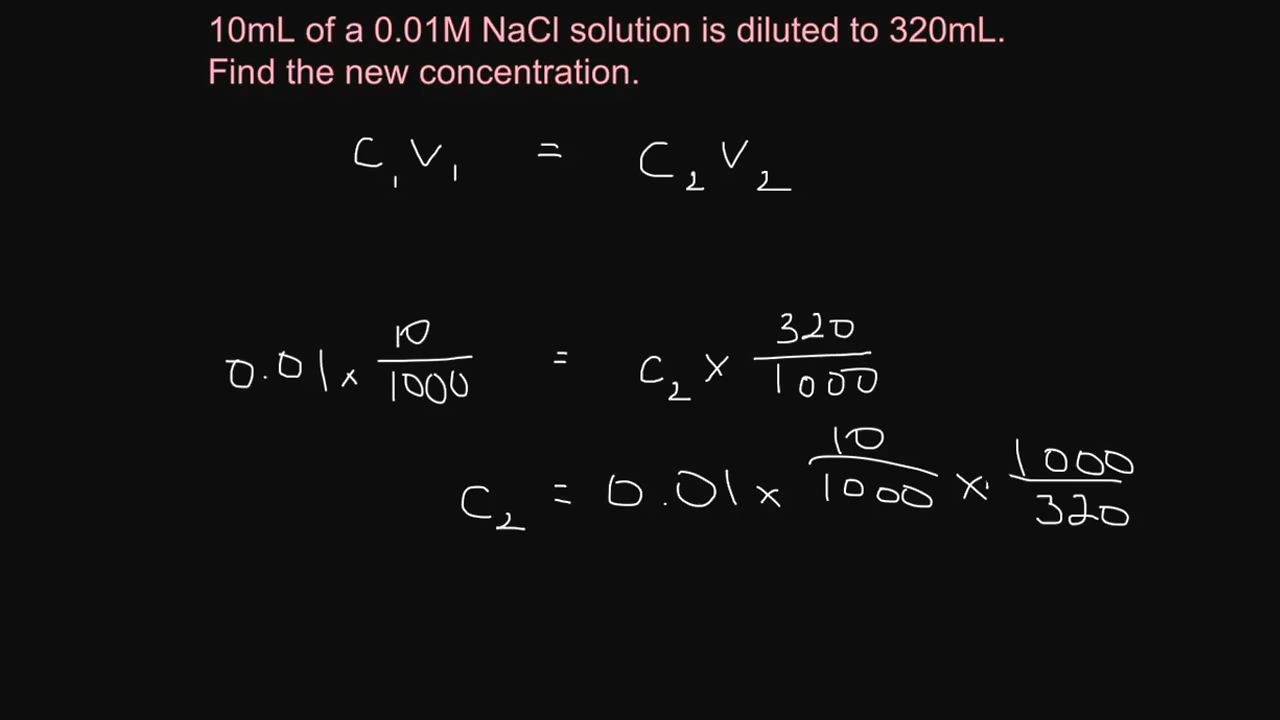 10mL of a 0.01M NaCl solution is diluted to 320mL.
Find the new concentration.
C₁V₁ = C₂V₂
0.01 × 10/1000 = C₂ × 320/1000
C₂ = 0.01 × 10/1000 × 1000/320